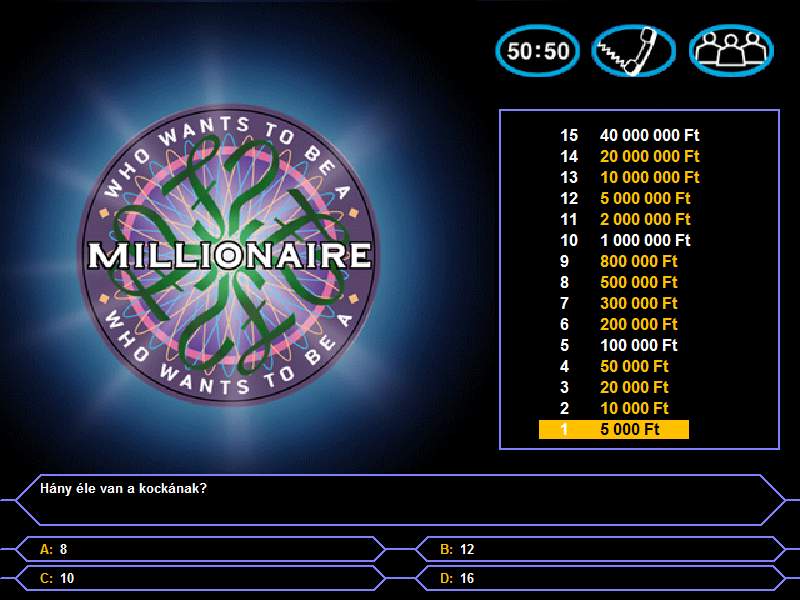 50:50
WHO WANTS TO BE A
MILLIONAIRE
WHO WANTS TO BE A
15 40 000 000 Ft
14 20 000 000 Ft
13 10 000 000 Ft
12 5 000 000 Ft
11 2 000 000 Ft
10 1 000 000 Ft
9 800 000 Ft
8 500 000 Ft
7 300 000 Ft
6 200 000 Ft
5 100 000 Ft
4 50 000 Ft
3 20 000 Ft
2 10 000 Ft
1 5 000 Ft
Hány éle van a kockának?
A: 8
B: 12
C: 10
D: 16